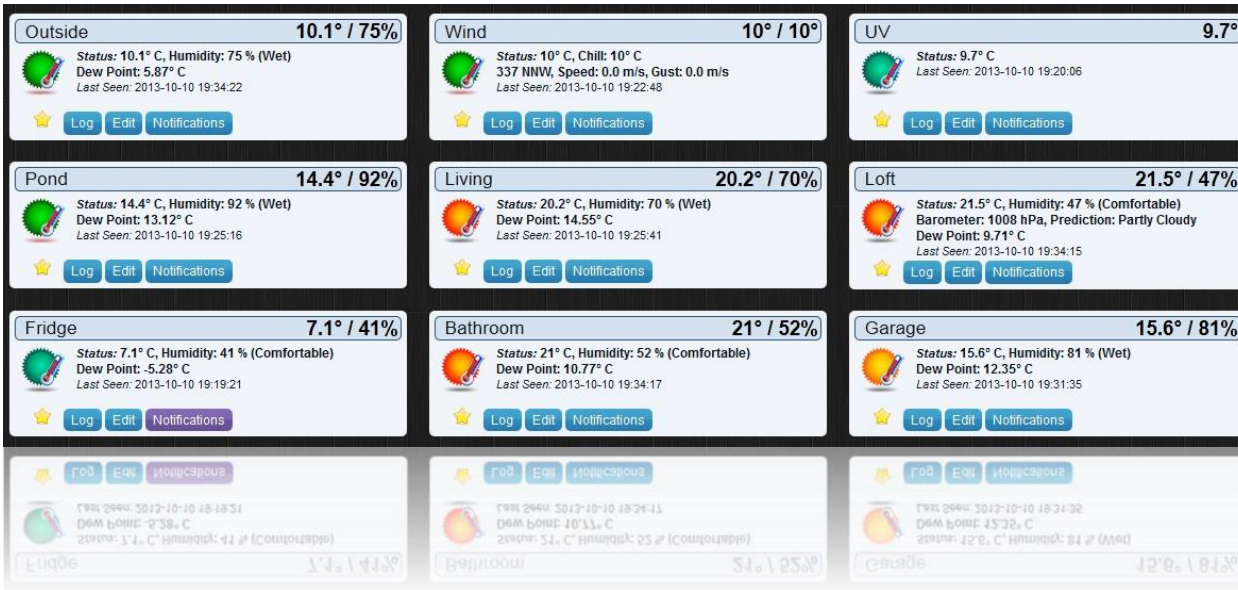 Outside 10.1° / 75%
Status: 10.1° C, Humidity: 75 % (Wet)
Dew Point: 5.87° C
Last Seen: 2013-10-10 19:34:22
Log Edit Notifications
Wind 10° / 10°
Status: 10° C, Chill: 10° C
337 NNW, Speed: 0.0 m/s, Gust: 0.0 m/s
Last Seen: 2013-10-10 19:22:48
Log Edit Notifications
UV 9.7°
Status: 9.7° C
Last Seen: 2013-10-10 19:20:06
Log Edit Notifications
Pond 14.4° / 92%
Status: 14.4° C, Humidity: 92 % (Wet)
Dew Point: 13.12° C
Last Seen: 2013-10-10 19:25:16
Log Edit Notifications
Living 20.2° / 70%
Status: 20.2° C, Humidity: 70 % (Wet)
Dew Point: 14.55° C
Last Seen: 2013-10-10 19:25:41
Log Edit Notifications
Loft 21.5° / 47%
Status: 21.5° C, Humidity: 47 % (Comfortable)
Barometer: 1008 hPa, Prediction: Partly Cloudy
Dew Point: 9.71° C
Last Seen: 2013-10-10 19:34:15
Log Edit Notifications
Fridge 7.1° / 41%
Status: 7.1° C, Humidity: 41 % (Comfortable)
Dew Point: -5.28° C
Last Seen: 2013-10-10 19:19:21
Log Edit Notifications
Bathroom 21° / 52%
Status: 21° C, Humidity: 52 % (Comfortable)
Dew Point: 10.77° C
Last Seen: 2013-10-10 19:34:17
Log Edit Notifications
Garage 15.6° / 81%
Status: 15.6° C, Humidity: 81 % (Wet)
Dew Point: 12.35° C
Last Seen: 2013-10-10 19:31:35
Log Edit Notifications